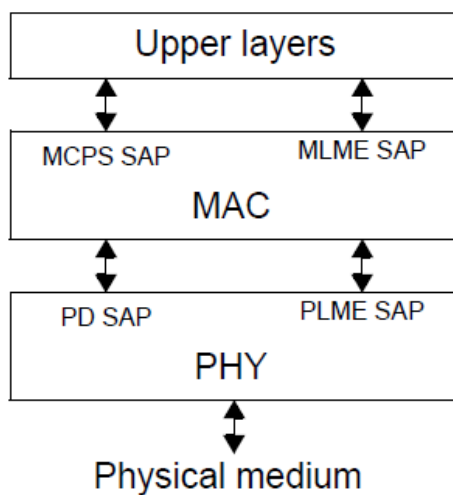 Upper layers
MCPS SAP MLME SAP
MAC
PD SAP PLME SAP
PHY
Physical medium